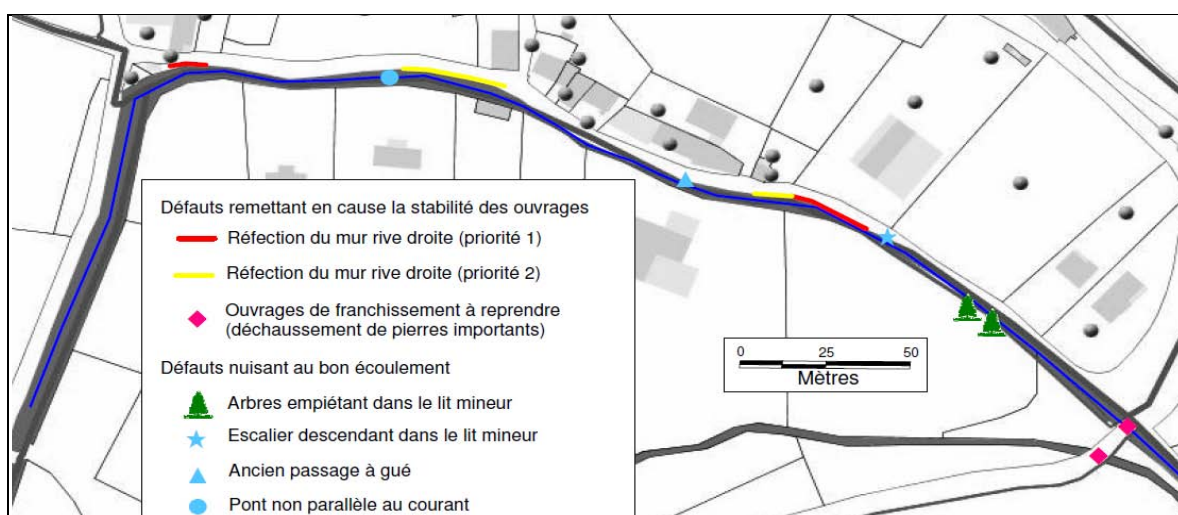 Défauts remettant en cause la stabilité des ouvrages
Réfection du mur rive droite (priorité 1)
Réfection du mur rive droite (priorité 2)
Ouvrages de franchissement à reprendre
(déchaussement de pierres importants)
Défauts nuisant au bon écoulement
Arbres empiétant dans le lit mineur
Escalier descendant dans le lit mineur
Ancien passage à gué
Pont non parallèle au courant
0 25 50
Mètres